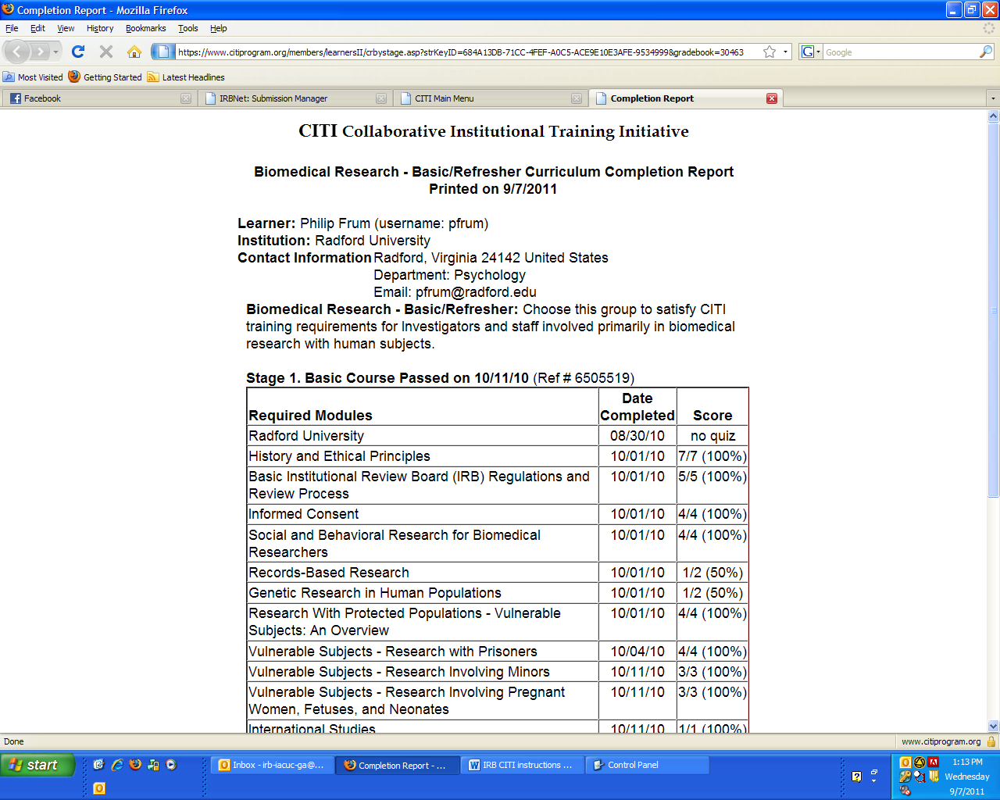 Completion Report - Mozilla Firefox
File Edit View History Bookmarks Tools Help
https://www.citiprogram.org/members/learnersII/crbystage.asp?strKeyID=684A13DB-71CC-4FEF-A0C5-ACE9E10E3AFE-9534999&gradebook=30463
G Google
Most Visited Getting Started Latest Headlines
Facebook IRBNet: Submission Manager CITI Main Menu Completion Report
CITI Collaborative Institutional Training Initiative
Biomedical Research - Basic/Refresher Curriculum Completion Report
Printed on 9/7/2011
Learner: Philip Frum (username: pfrum)
Institution: Radford University
Contact Information Radford, Virginia 24142 United States
Department: Psychology
Email: pfrum@radford.edu
Biomedical Research - Basic/Refresher: Choose this group to satisfy CITI
training requirements for Investigators and staff involved primarily in biomedical
research with human subjects.
Stage 1. Basic Course Passed on 10/11/10 (Ref # 6505519)
Required Modules Date Completed Score
Radford University 08/30/10 no quiz
History and Ethical Principles 10/01/10 7/7 (100%)
Basic Institutional Review Board (IRB) Regulations and 10/01/10 5/5 (100%)
Review Process
Informed Consent 10/01/10 4/4 (100%)
Social and Behavioral Research for Biomedical 10/01/10 4/4 (100%)
Researchers
Records-Based Research 10/01/10 1/2 (50%)
Genetic Research in Human Populations 10/01/10 1/2 (50%)
Research With Protected Populations - Vulnerable 10/01/10 4/4 (100%)
Subjects: An Overview
Vulnerable Subjects - Research with Prisoners 10/04/10 4/4 (100%)
Vulnerable Subjects - Research Involving Minors 10/11/10 3/3 (100%)
Vulnerable Subjects - Research Involving Pregnant 10/11/10 3/3 (100%)
Women, Fetuses, and Neonates
International Studies 10/11/10 1/1 (100%)
Done www.citiprogram.org
start Inbox - irb-iacuc-ga@... Completion Report - ... IRB CITI instructions ... Control Panel
1:13 PM
Wednesday
9/7/2011